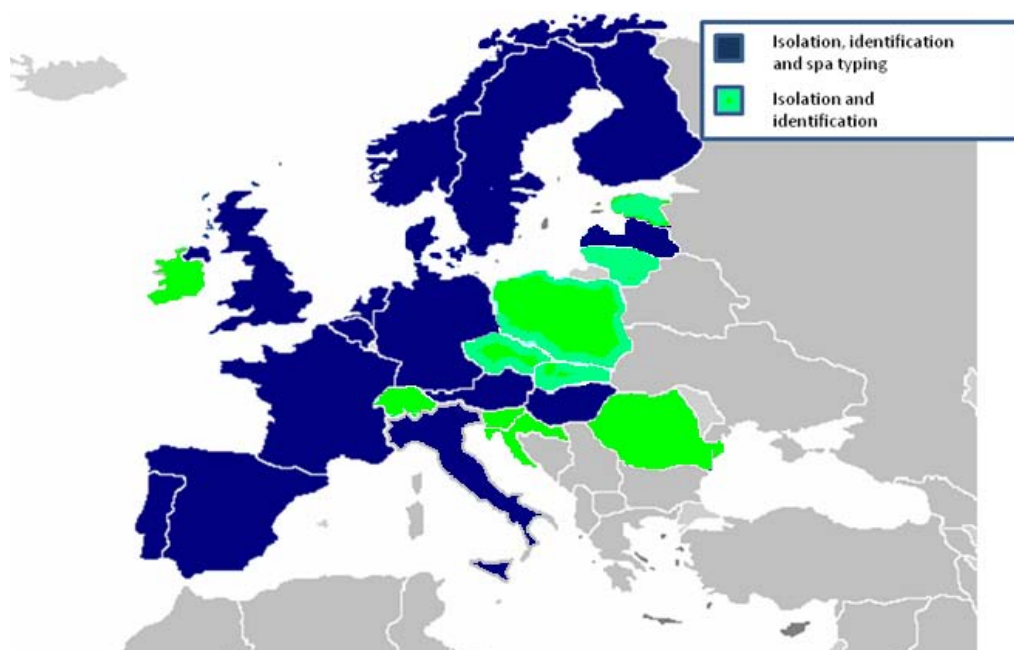 Isolation, identification
and spa typing
Isolation and
identification